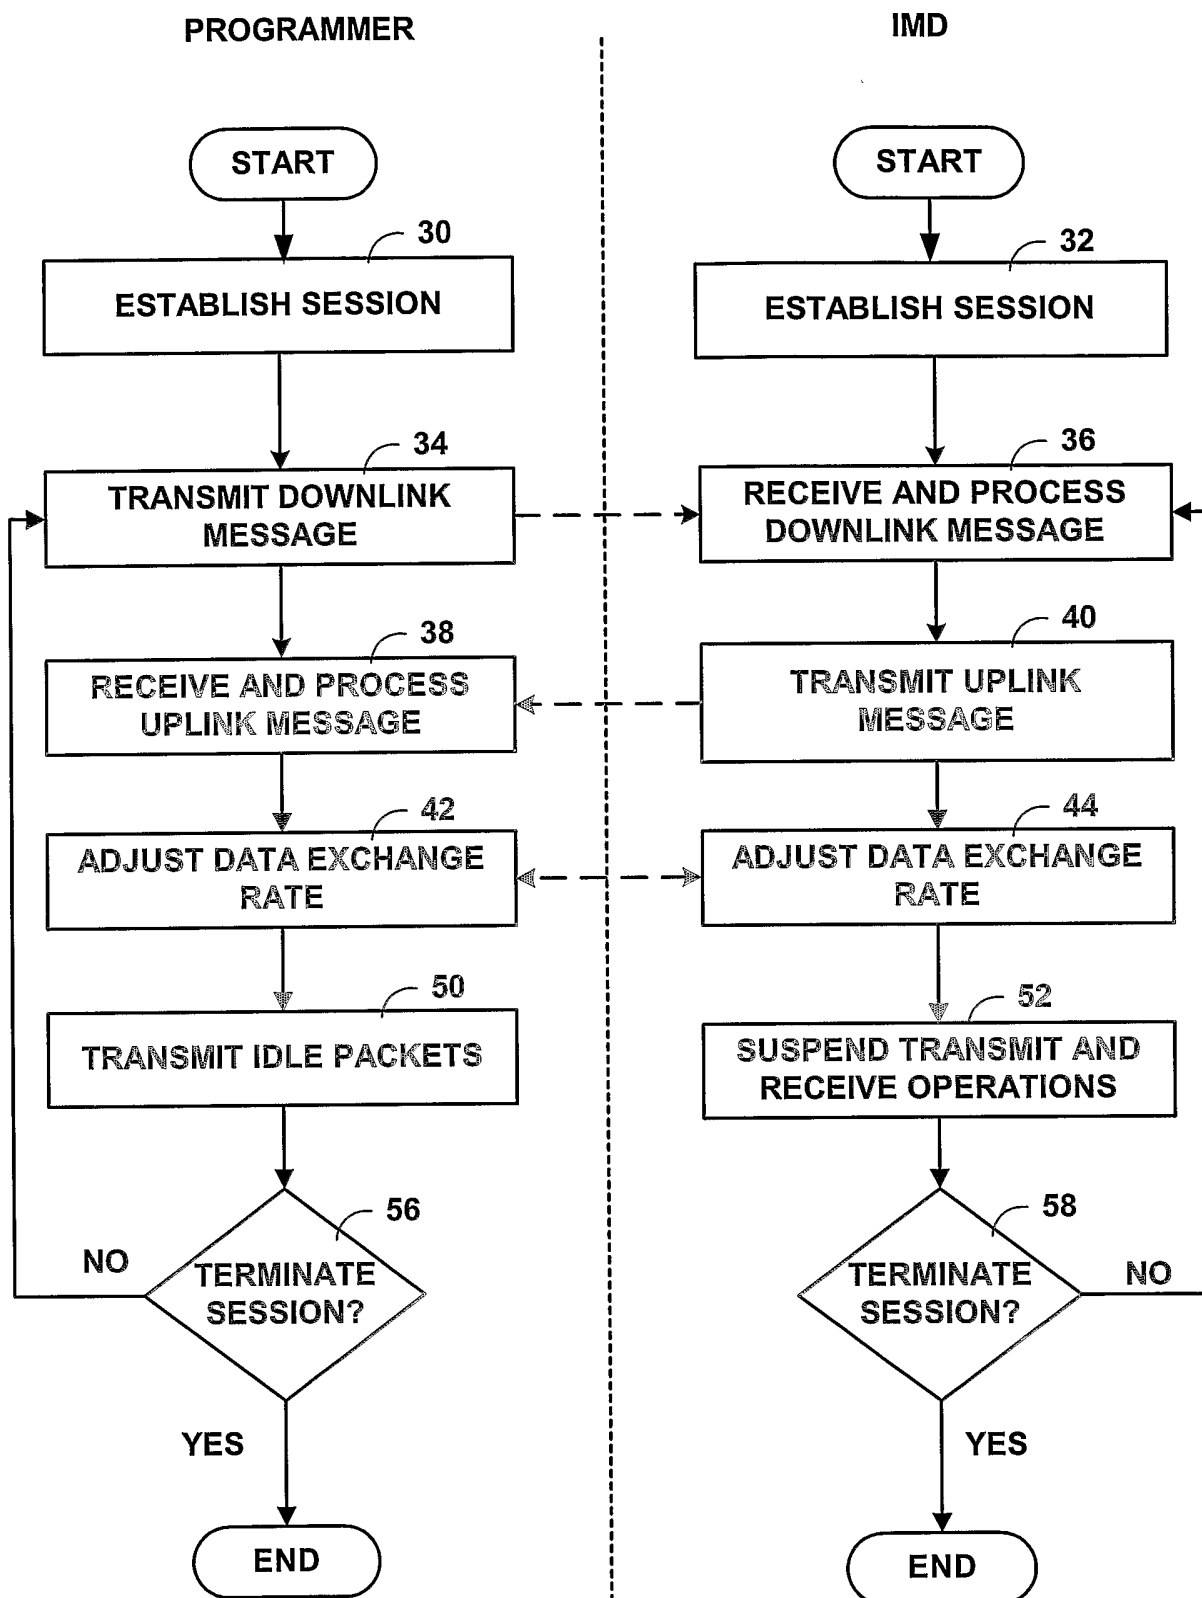 PROGRAMMER
IMD
START
START
30
32
ESTABLISH SESSION
ESTABLISH SESSION
34
36
TRANSMIT DOWNLINK
MESSAGE
RECEIVE AND PROCESS
DOWNLINK MESSAGE
38
40
RECEIVE AND PROCESS
UPLINK MESSAGE
TRANSMIT UPLINK
MESSAGE
42
44
ADJUST DATA EXCHANGE
RATE
ADJUST DATA EXCHANGE
RATE
50
52
TRANSMIT IDLE PACKETS
SUSPEND TRANSMIT AND
RECEIVE OPERATIONS
56
58
NO
TERMINATE
SESSION?
TERMINATE
SESSION?
NO
YES
YES
END
END